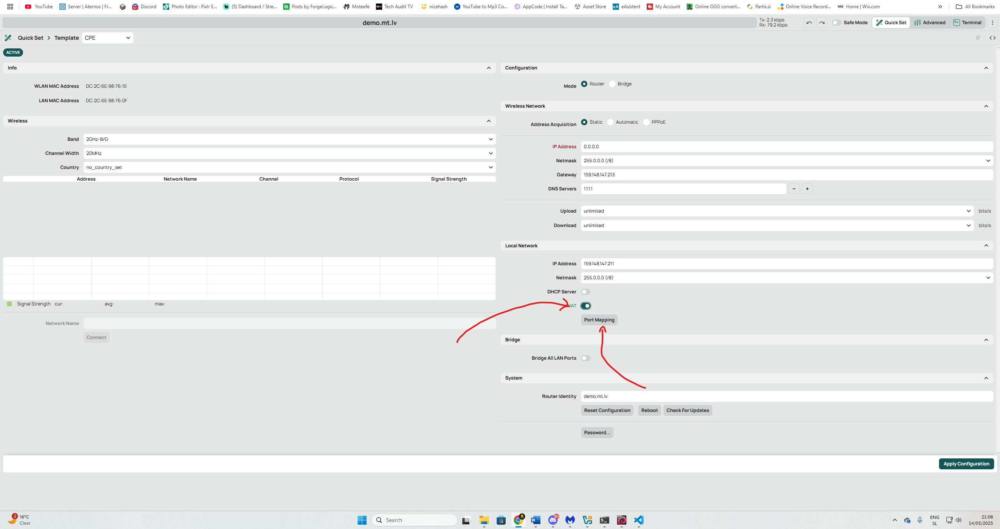 YouTube Server | Aternos | Fr... Discord Photo Editor : Pixlr E... (5) Dashboard / Stre... Posts by ForgeLogic... Moteefe Tech Audit TV nicehash YouTube to Mp3 Co... AppCode | Install Ta... Asset Store eAsistent My Account Online OGG convert... Partis.si Online Voice Record... Home | Wix.com All Bookmarks
demo.mt.lv Tx: 2.3 kbps Safe Mode Quick Set Advanced Terminal
Rx: 79.2 kbps
Quick Set > Template CPE
ACTIVE
Info
WLAN MAC Address DC:2C:6E:98:76:10
LAN MAC Address DC:2C:6E:98:76:0F
Wireless
Band 2GHz-B/G
Channel Width 20MHz
Country no_country_set
Address Network Name Channel Protocol Signal Strength
Signal Strength cur: avg: max:
Network Name
Connect
Configuration
Mode Router Bridge
Wireless Network
Address Acquisition Static Automatic PPPoE
IP Address 0.0.0.0
Netmask 255.0.0.0 (/8)
Gateway 159.148.147.213
DNS Servers 1.1.1.1 - +
Upload unlimited bits/s
Download unlimited bits/s
Local Network
IP Address 159.148.147.211
Netmask 255.0.0.0 (/8)
DHCP Server
NAT
Port Mapping
Bridge
Bridge All LAN Ports
System
Router Identity demo.mt.lv
Reset Configuration Reboot Check For Updates
Password...
Apply Configuration
2 16°C
Clear
Search
9+
ENG
SL
21:08
14/05/2025